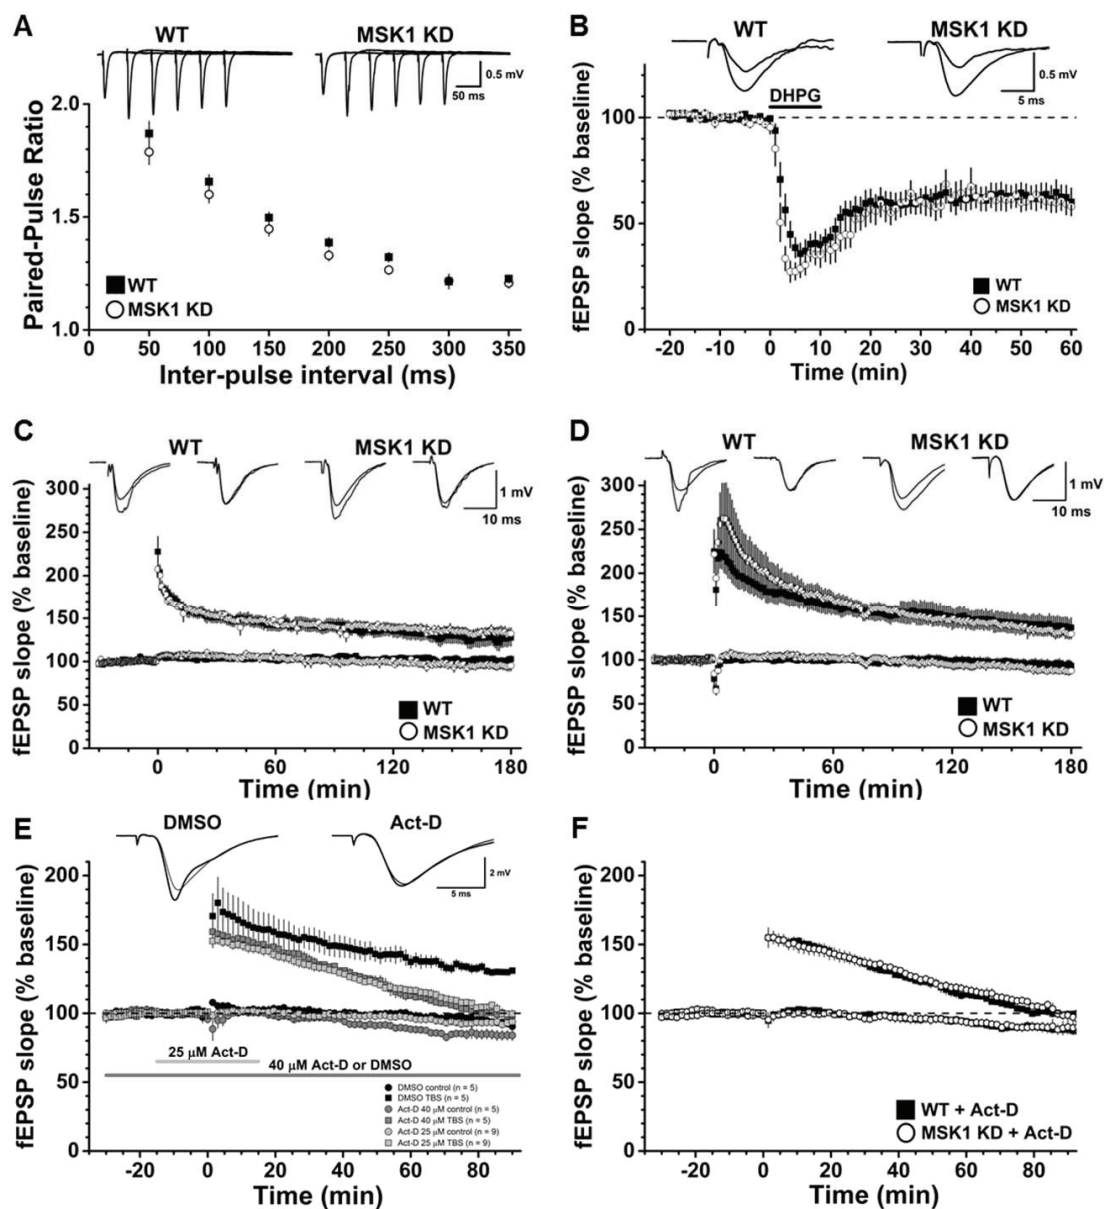 A
WT
MSK1 KD
0.5 mV
50 ms
Paired-Pulse Ratio
2.0
1.5
1.0
WT
MSK1 KD
0 50 100 150 200 250 300 350
Inter-pulse interval (ms)
B
WT
MSK1 KD
0.5 mV
5 ms
DHPG
fEPSP slope (% baseline)
100
50
0
WT
MSK1 KD
-20 -10 0 10 20 30 40 50 60
Time (min)
C
WT
MSK1 KD
1 mV
10 ms
fEPSP slope (% baseline)
300
250
200
150
100
50
0
WT
MSK1 KD
0 60 120 180
Time (min)
D
WT
MSK1 KD
1 mV
10 ms
fEPSP slope (% baseline)
300
250
200
150
100
50
0
WT
MSK1 KD
0 60 120 180
Time (min)
E
DMSO
Act-D
2 mV
5 ms
fEPSP slope (% baseline)
200
150
100
50
0
25 µM Act-D
40 µM Act-D or DMSO
DMSO control (n = 5)
DMSO TBS (n = 5)
Act-D 40 µM control (n = 5)
Act-D 40 µM TBS (n = 5)
Act-D 25 µM control (n = 9)
Act-D 25 µM TBS (n = 9)
-20 0 20 40 60 80
Time (min)
F
fEPSP slope (% baseline)
200
150
100
50
0
WT + Act-D
MSK1 KD + Act-D
-20 0 20 40 60 80
Time (min)